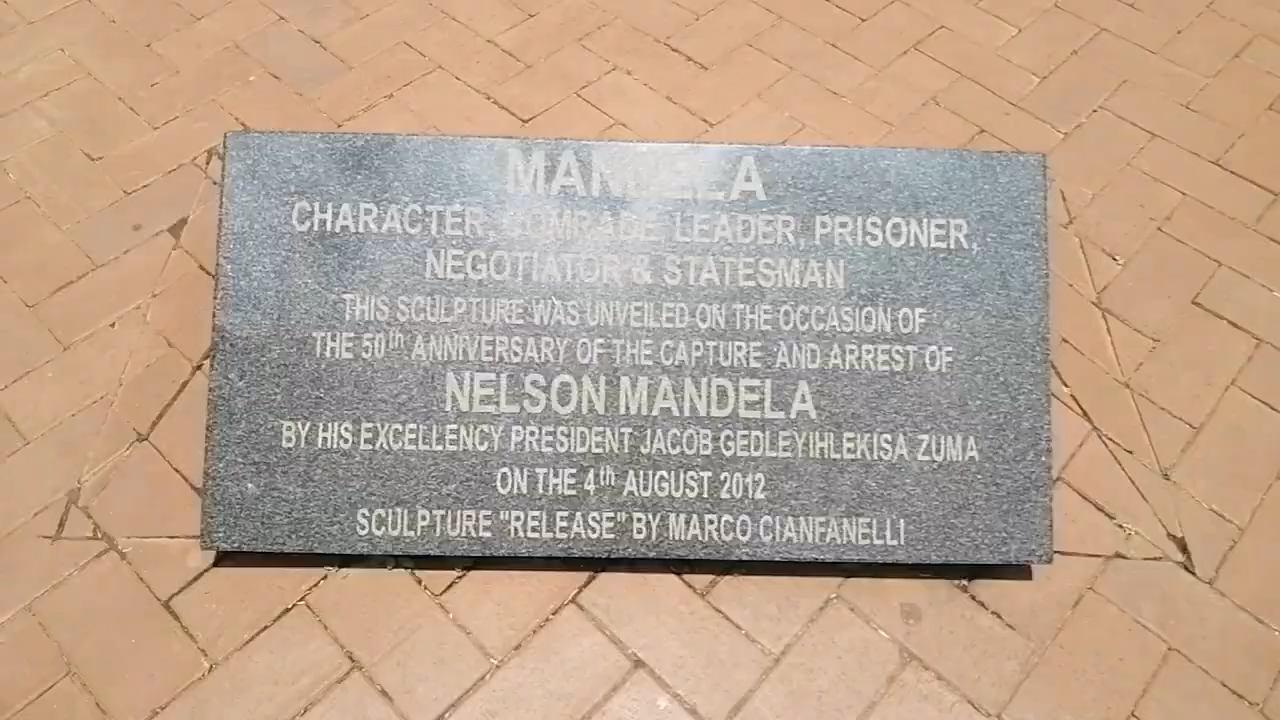 MANDELA
CHARACTER, COMRADE, LEADER, PRISONER,
NEGOTIATOR & STATESMAN
THIS SCULPTURE WAS UNVEILED ON THE OCCASION OF
THE 50th ANNIVERSARY OF THE CAPTURE AND ARREST OF
NELSON MANDELA
BY HIS EXCELLENCY PRESIDENT JACOB GEDLEYIHLEKISA ZUMA
ON THE 4th AUGUST 2012
SCULPTURE "RELEASE" BY MARCO CIANFANELLI